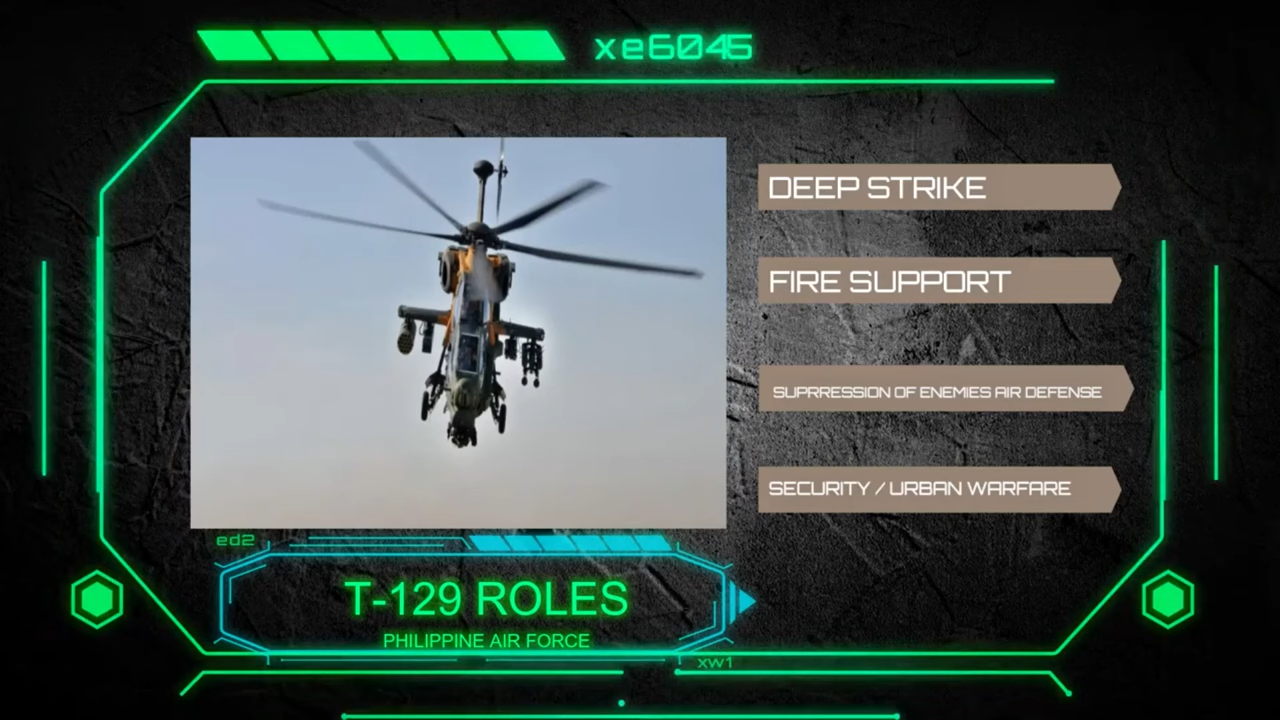 xe6045
DEEP STRIKE
FIRE SUPPORT
SUPRRESSION OF ENEMIES AIR DEFENSE
SECURITY / URBAN WARFARE
ed2
T-129 ROLES
PHILIPPINE AIR FORCE
xw1